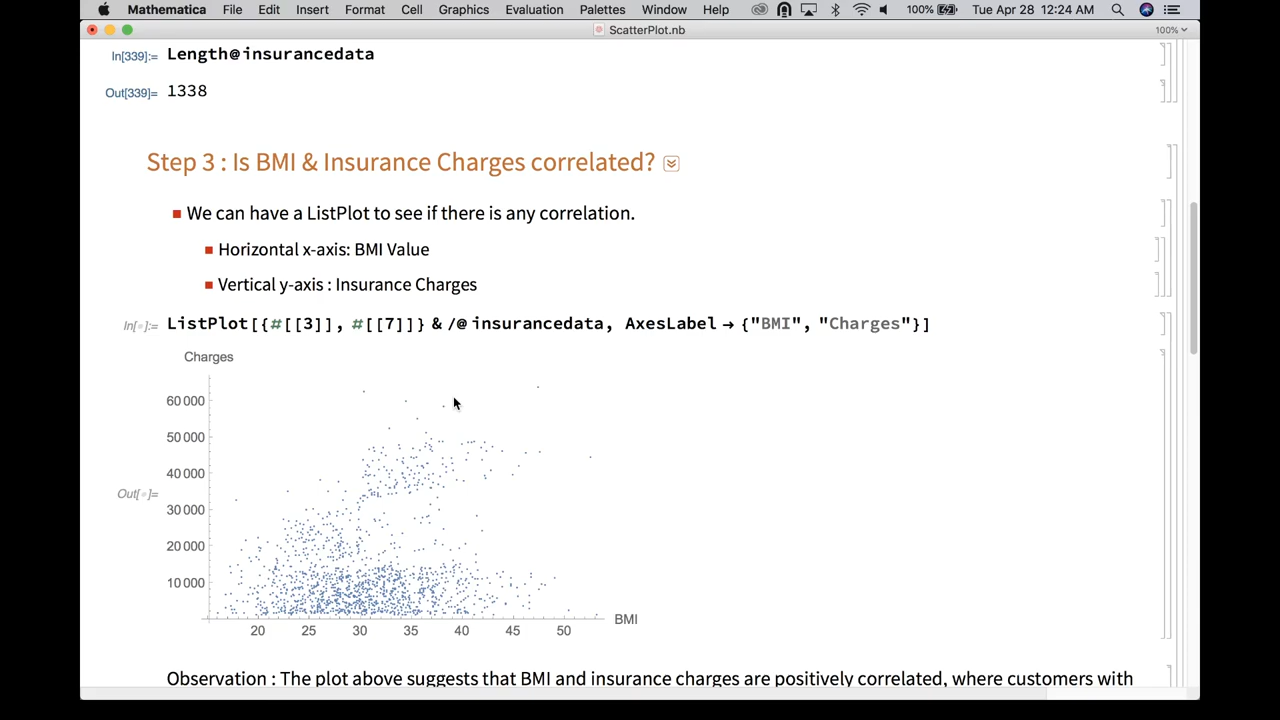 Mathematica File Edit Insert Format Cell Graphics Evaluation Palettes Window Help 100% Tue Apr 28 12:24 AM
ScatterPlot.nb
100%
In[339]:= Length@insurancedata
Out[339]= 1338
Step 3 : Is BMI & Insurance Charges correlated?
We can have a ListPlot to see if there is any correlation.
Horizontal x-axis: BMI Value
Vertical y-axis : Insurance Charges
In[◦]:= ListPlot[{#[[3]], #[[7]]} & /@ insurancedata, AxesLabel → {"BMI", "Charges"}]
Charges
60 000
50 000
40 000
Out[◦]=
30 000
20 000
10 000
BMI
20 25 30 35 40 45 50
Observation : The plot above suggests that BMI and insurance charges are positively correlated, where customers with